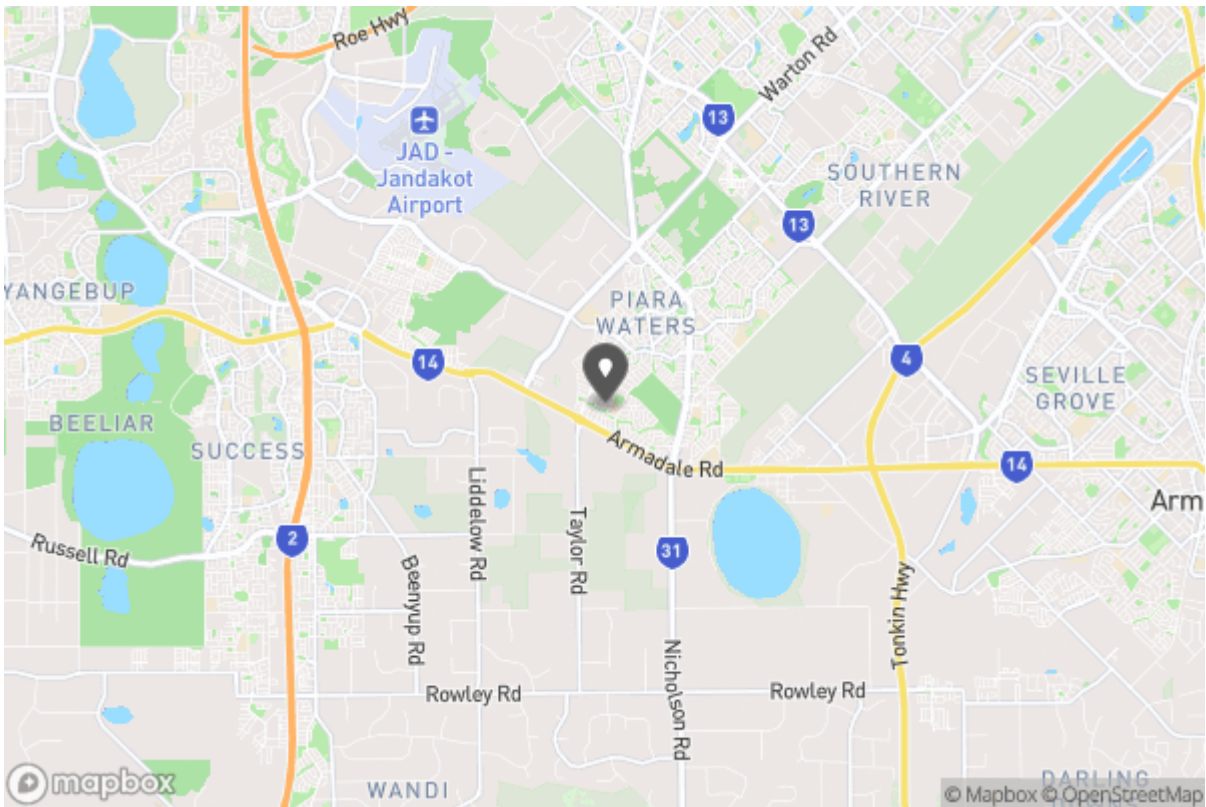 Roe Hwy
Warton Rd
13
JAD -
Jandakot
Airport
SOUTHERN
RIVER
13
YANGEBUP
PIARA
WATERS
14
4
SEVILLE
GROVE
BEELIAR
SUCCESS
Armadale Rd
14
Arm
Liddelow Rd
Taylor Rd
Russell Rd
2
31
Beenyup Rd
Tonkin Hwy
Nicholson Rd
Rowley Rd
Rowley Rd
WANDI
DARLING
mapbox
© Mapbox © OpenStreetMap